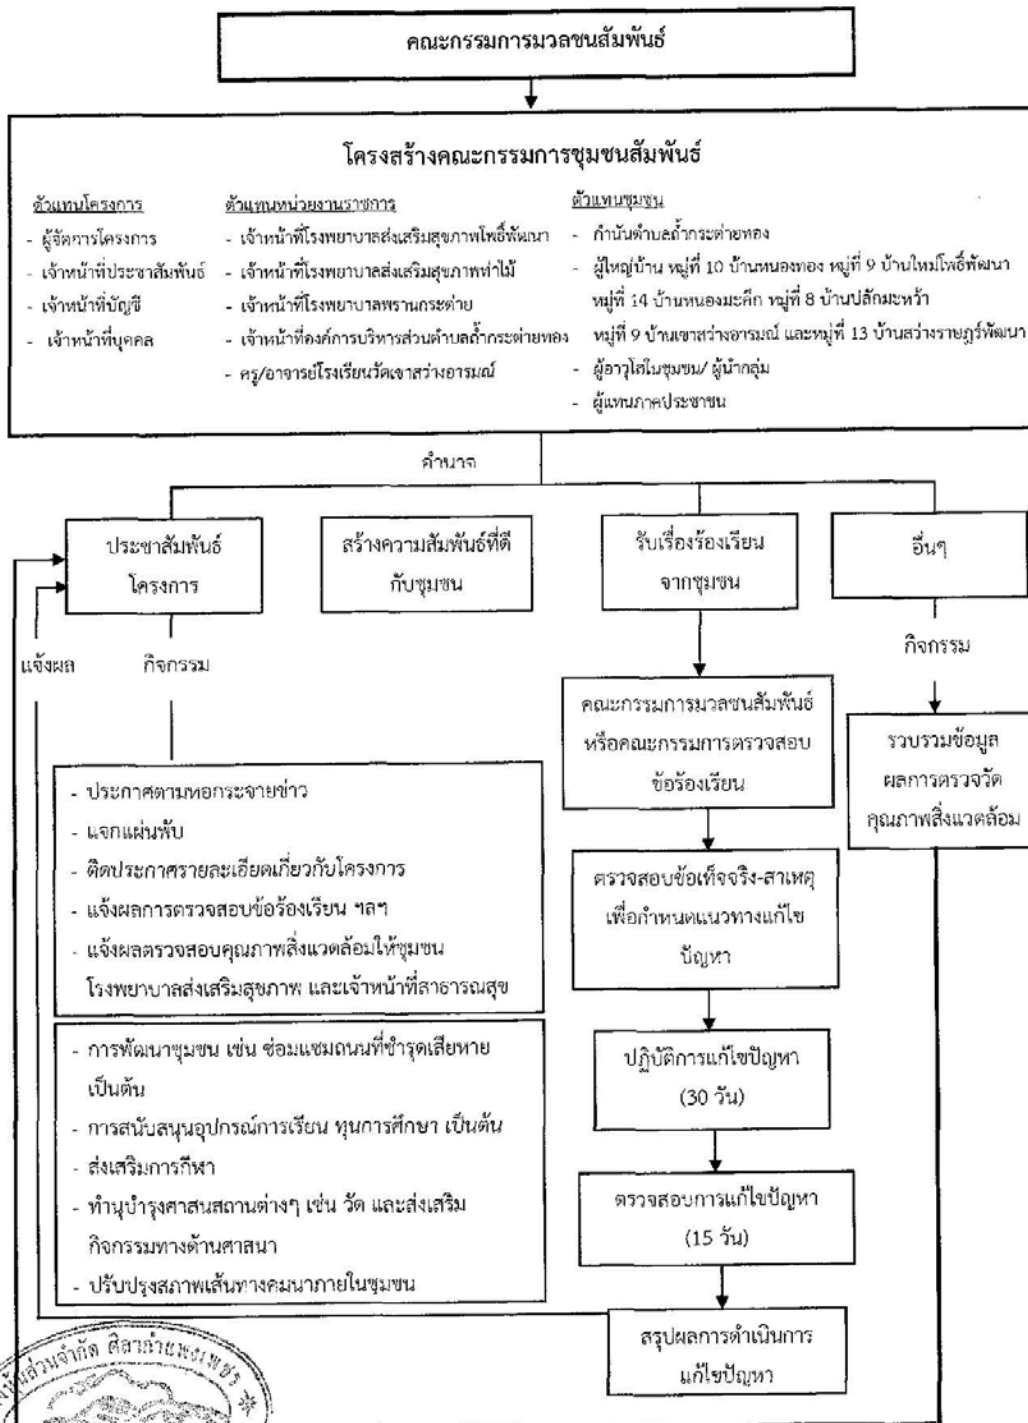 คณะกรรมการมวลชนสัมพันธ์
โครงสร้างคณะกรรมการชุมชนสัมพันธ์
ตัวแทนโครงการ
- ผู้จัดการโครงการ
- เจ้าหน้าที่ประชาสัมพันธ์
- เจ้าหน้าที่บัญชี
- เจ้าหน้าที่บุคคล
ตัวแทนหน่วยงานราชการ
- เจ้าหน้าที่โรงพยาบาลส่งเสริมสุขภาพโพธิ์พัฒนา
- เจ้าหน้าที่โรงพยาบาลส่งเสริมสุขภาพท่าไม้
- เจ้าหน้าที่โรงพยาบาลพรานกระต่าย
- เจ้าหน้าที่องค์การบริหารส่วนตำบลถ้ำกระต่ายทอง
- ครู/อาจารย์โรงเรียนวัดเขาสว่างอารมณ์
ตัวแทนชุมชน
- กำนันตำบลถ้ำกระต่ายทอง
- ผู้ใหญ่บ้าน หมู่ที่ 10 บ้านหนองทอง หมู่ที่ 9 บ้านใหม่โพธิ์พัฒนา
หมู่ที่ 14 บ้านหนองมะคึก หมู่ที่ 8 บ้านปลักมะหว้า
หมู่ที่ 9 บ้านเขาสว่างอารมณ์ และหมู่ที่ 13 บ้านสว่างราษฎร์พัฒนา
- ผู้อาวุโสในชุมชน/ ผู้นำกลุ่ม
- ผู้แทนภาคประชาชน
อำนาจ
ประชาสัมพันธ์
โครงการ
สร้างความสัมพันธ์ที่ดี
กับชุมชน
รับเรื่องร้องเรียน
จากชุมชน
อื่นๆ
แจ้งผล
กิจกรรม
กิจกรรม
คณะกรรมการมวลชนสัมพันธ์
หรือคณะกรรมการตรวจสอบ
ข้อร้องเรียน
รวบรวมข้อมูล
ผลการตรวจวัด
คุณภาพสิ่งแวดล้อม
- ประกาศตามหอกระจายข่าว
- แจกแผ่นพับ
- ติดประกาศรายละเอียดเกี่ยวกับโครงการ
- แจ้งผลการตรวจสอบข้อร้องเรียน ฯลฯ
- แจ้งผลตรวจสอบคุณภาพสิ่งแวดล้อมให้ชุมชน
โรงพยาบาลส่งเสริมสุขภาพ และเจ้าหน้าที่สาธารณสุข
ตรวจสอบข้อเท็จจริง-สาเหตุ
เพื่อกำหนดแนวทางแก้ไข
ปัญหา
- การพัฒนาชุมชน เช่น ซ่อมแซมถนนที่ชำรุดเสียหาย
เป็นต้น
- การสนับสนุนอุปกรณ์การเรียน ทุนการศึกษา เป็นต้น
- ส่งเสริมการกีฬา
- ทำนุบำรุงศาสนสถานต่างๆ เช่น วัด และส่งเสริม
กิจกรรมทางด้านศาสนา
- ปรับปรุงสภาพเส้นทางคมนาภายในชุมชน
ปฏิบัติการแก้ไขปัญหา
(30 วัน)
ตรวจสอบการแก้ไขปัญหา
(15 วัน)
สรุปผลการดำเนินการ
แก้ไขปัญหา
หุ้นส่วนจำกัด ศิลาก่ายพงเพชร